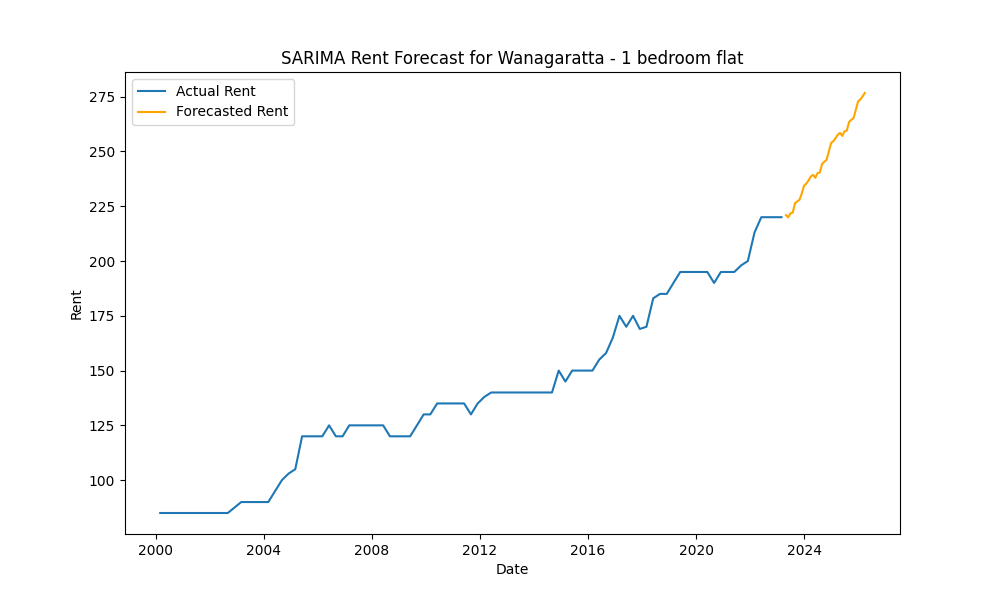 SARIMA Rent Forecast for Wanagaratta - 1 bedroom flat
Actual Rent
Forecasted Rent
275
250
225
200
175
150
125
100
Rent
2000 2004 2008 2012 2016 2020 2024
Date